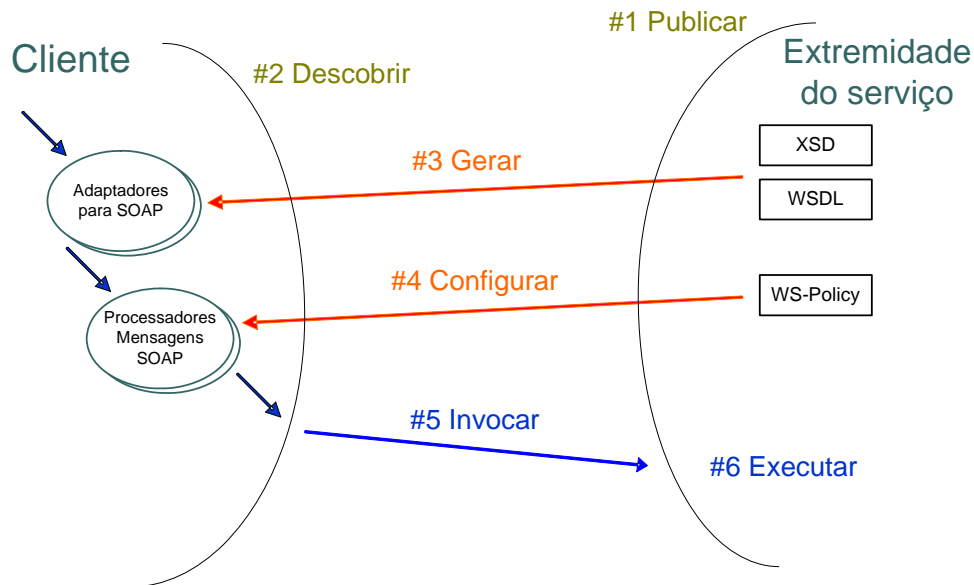 #1 Publicar
Cliente
Extremidade
do serviço
#2 Descobrir
XSD
#3 Gerar
Adaptadores
para SOAP
WSDL
#4 Configurar
WS-Policy
Processadores
Mensagens
SOAP
#5 Invocar
#6 Executar